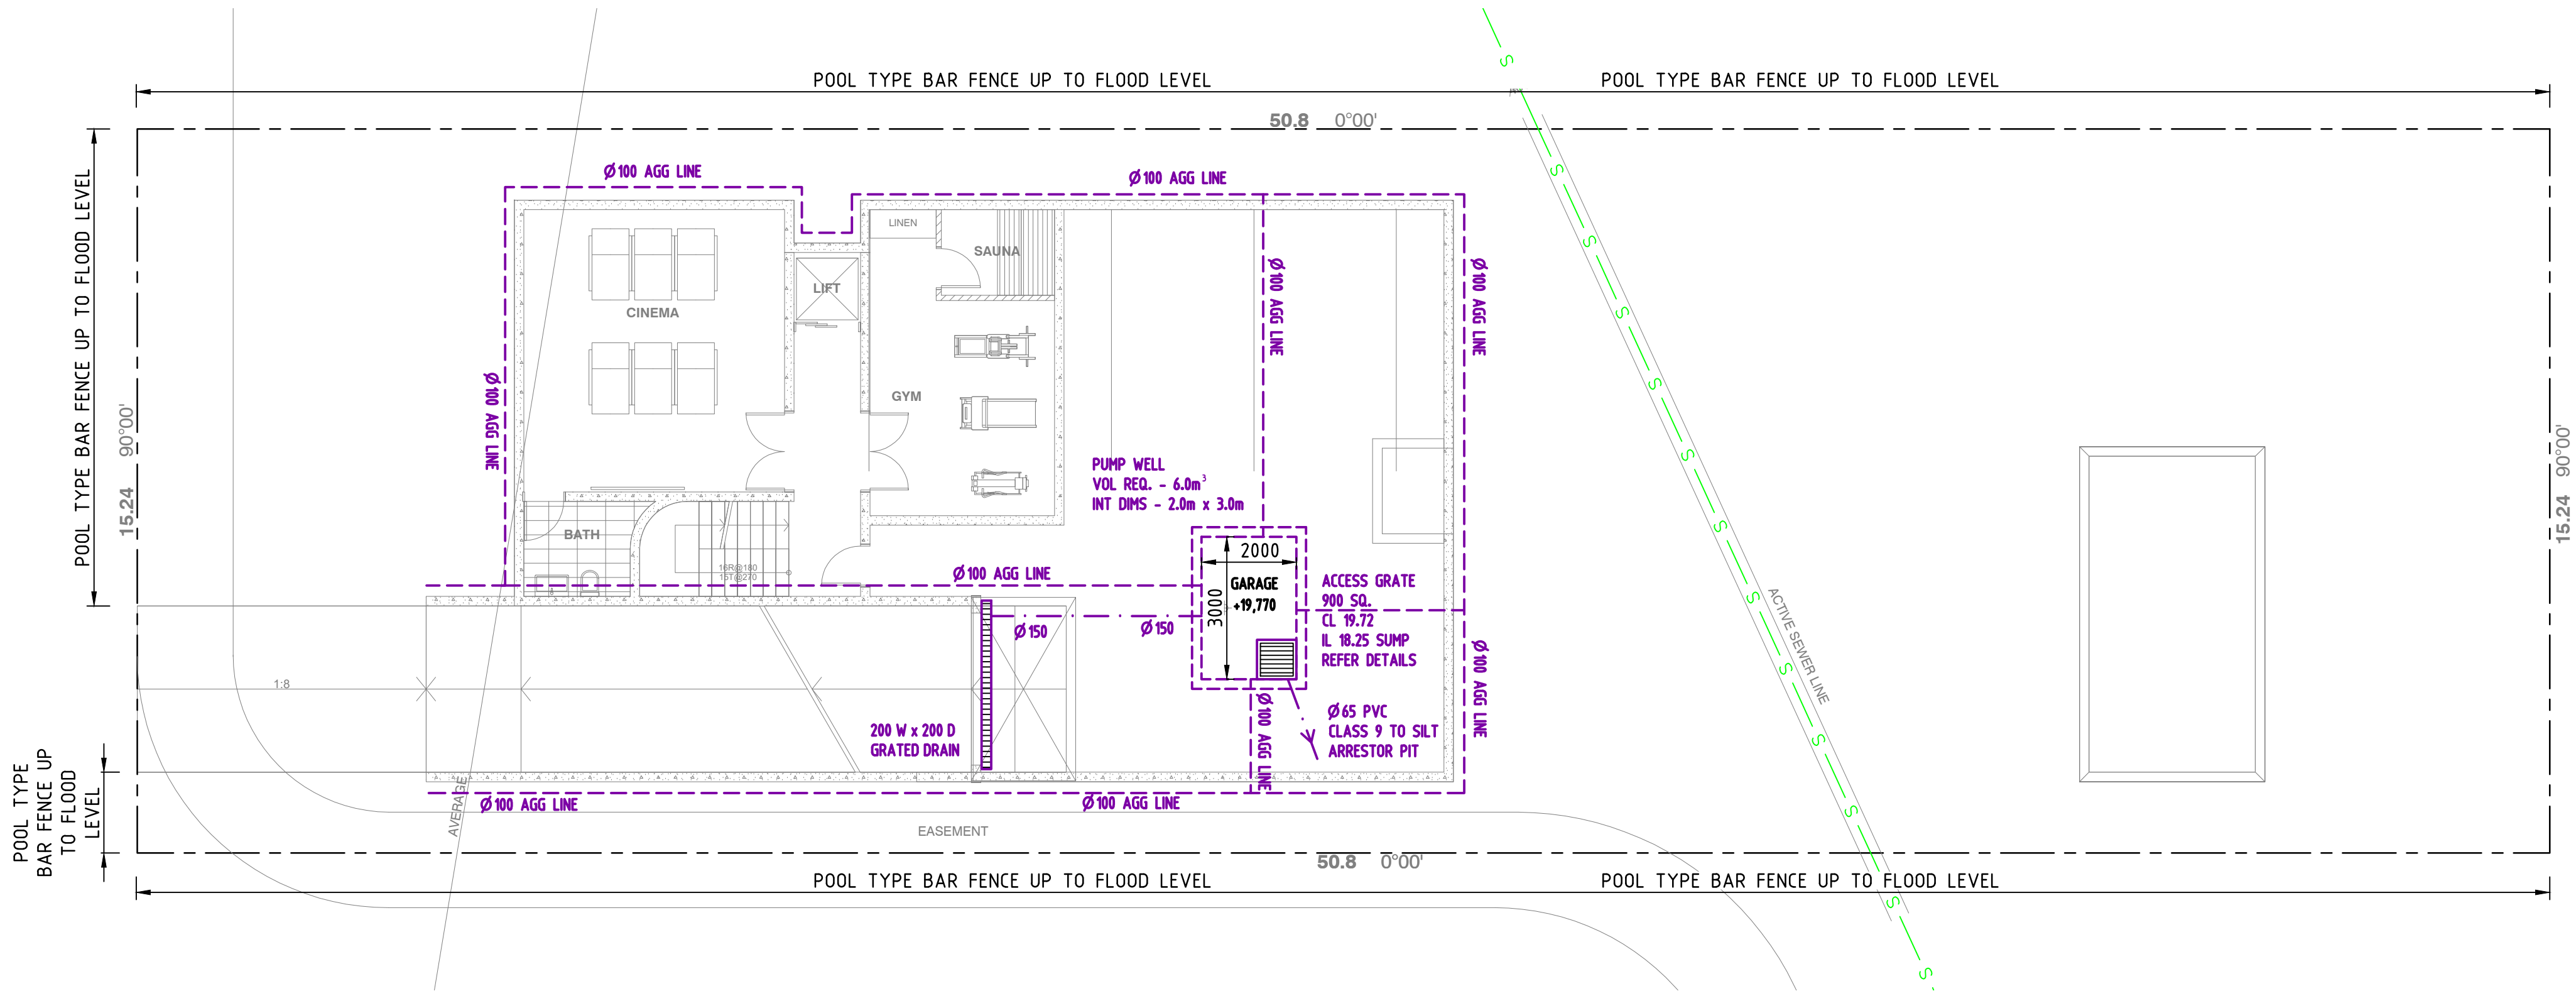 POOL TYPE BAR FENCE UP TO FLOOD LEVEL
POOL TYPE BAR FENCE UP TO FLOOD LEVEL
S
50.8 0°00'
POOL TYPE BAR FENCE UP TO FLOOD LEVEL
15.24 90°00'
Ø100 AGG LINE
Ø100 AGG LINE
S
LINEN
SAUNA
S
LIFT
CINEMA
Ø100 AGG LINE
Ø100 AGG LINE
S
Ø100 AGG LINE
S
GYM
S
PUMP WELL
VOL REQ. - 6.0m³
INT DIMS - 2.0m x 3.0m
S
15.24 90°00'
BATH
16R@180
15T@270
Ø100 AGG LINE
2000
3000
GARAGE
+19,770
ACCESS GRATE
900 SQ.
CL 19.72
IL 18.25 SUMP
REFER DETAILS
S
S
ACTIVE SEWER LINE
Ø150
Ø150
S
1:8
Ø100 AGG LINE
Ø100 AGG LINE
Ø65 PVC
CLASS 9 TO SILT
ARRESTOR PIT
200 W x 200 D
GRATED DRAIN
S
S
POOL TYPE
BAR FENCE UP
TO FLOOD
LEVEL
AVERAGE
Ø100 AGG LINE
Ø100 AGG LINE
EASEMENT
50.8 0°00'
S
POOL TYPE BAR FENCE UP TO FLOOD LEVEL
POOL TYPE BAR FENCE UP TO FLOOD LEVEL
S
S